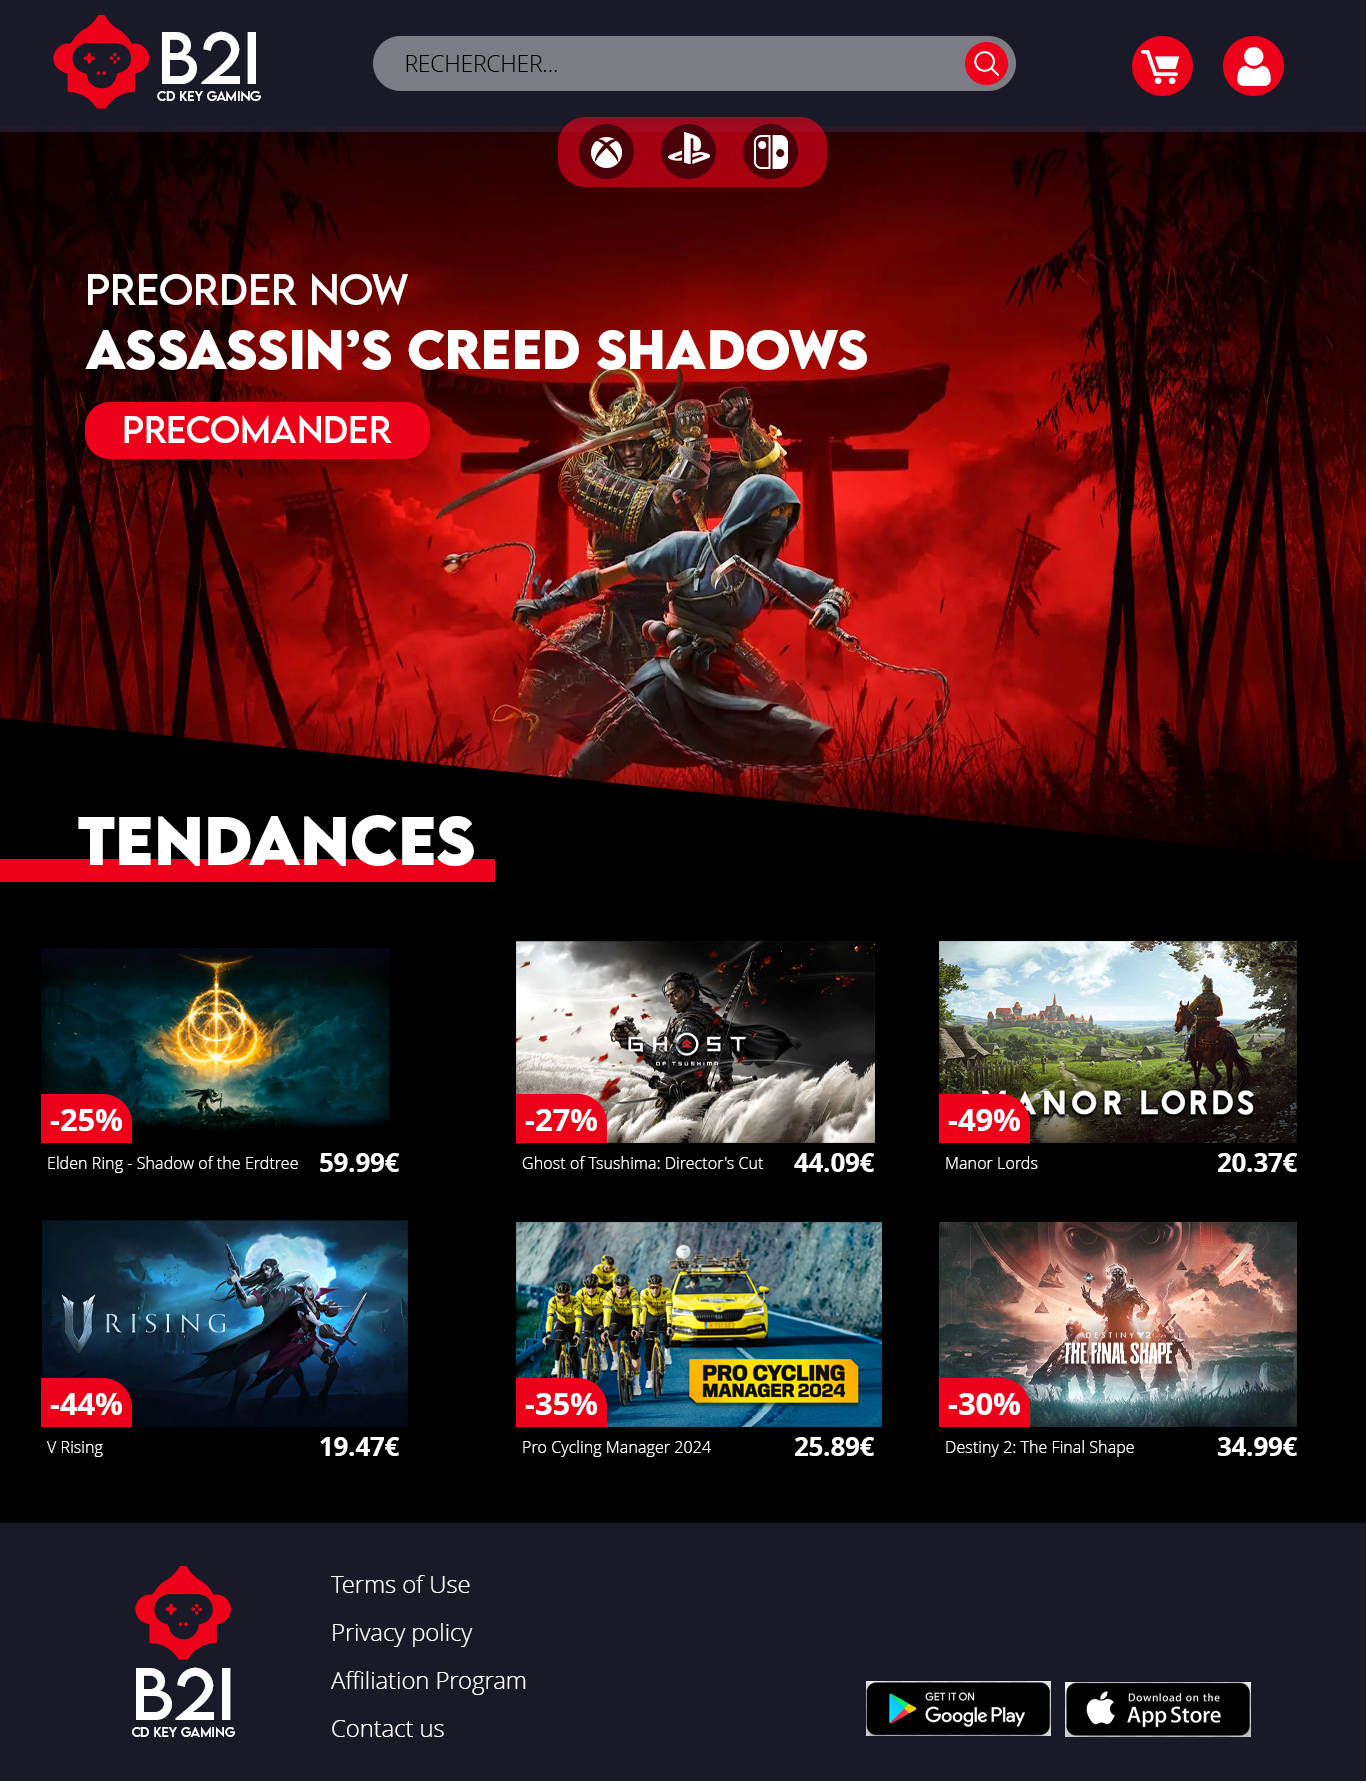 B21
CD KEY GAMING
RECHERCHER...
PREORDER NOW
ASSASSIN’S CREED SHADOWS
PRECOMANDER
TENDANCES
-25%
Elden Ring - Shadow of the Erdtree 59.99€
GHOST
OF TSUSHIMA
-27%
Ghost of Tsushima: Director's Cut 44.09€
MANOR LORDS
-49%
Manor Lords 20.37€
V RISING
-44%
V Rising 19.47€
PRO CYCLING
MANAGER 2024
-35%
Pro Cycling Manager 2024 25.89€
DESTINY 2
THE FINAL SHAPE
-30%
Destiny 2: The Final Shape 34.99€
B21
CD KEY GAMING
Terms of Use
Privacy policy
Affiliation Program
Contact us
GET IT ON
Google Play
Download on the
App Store